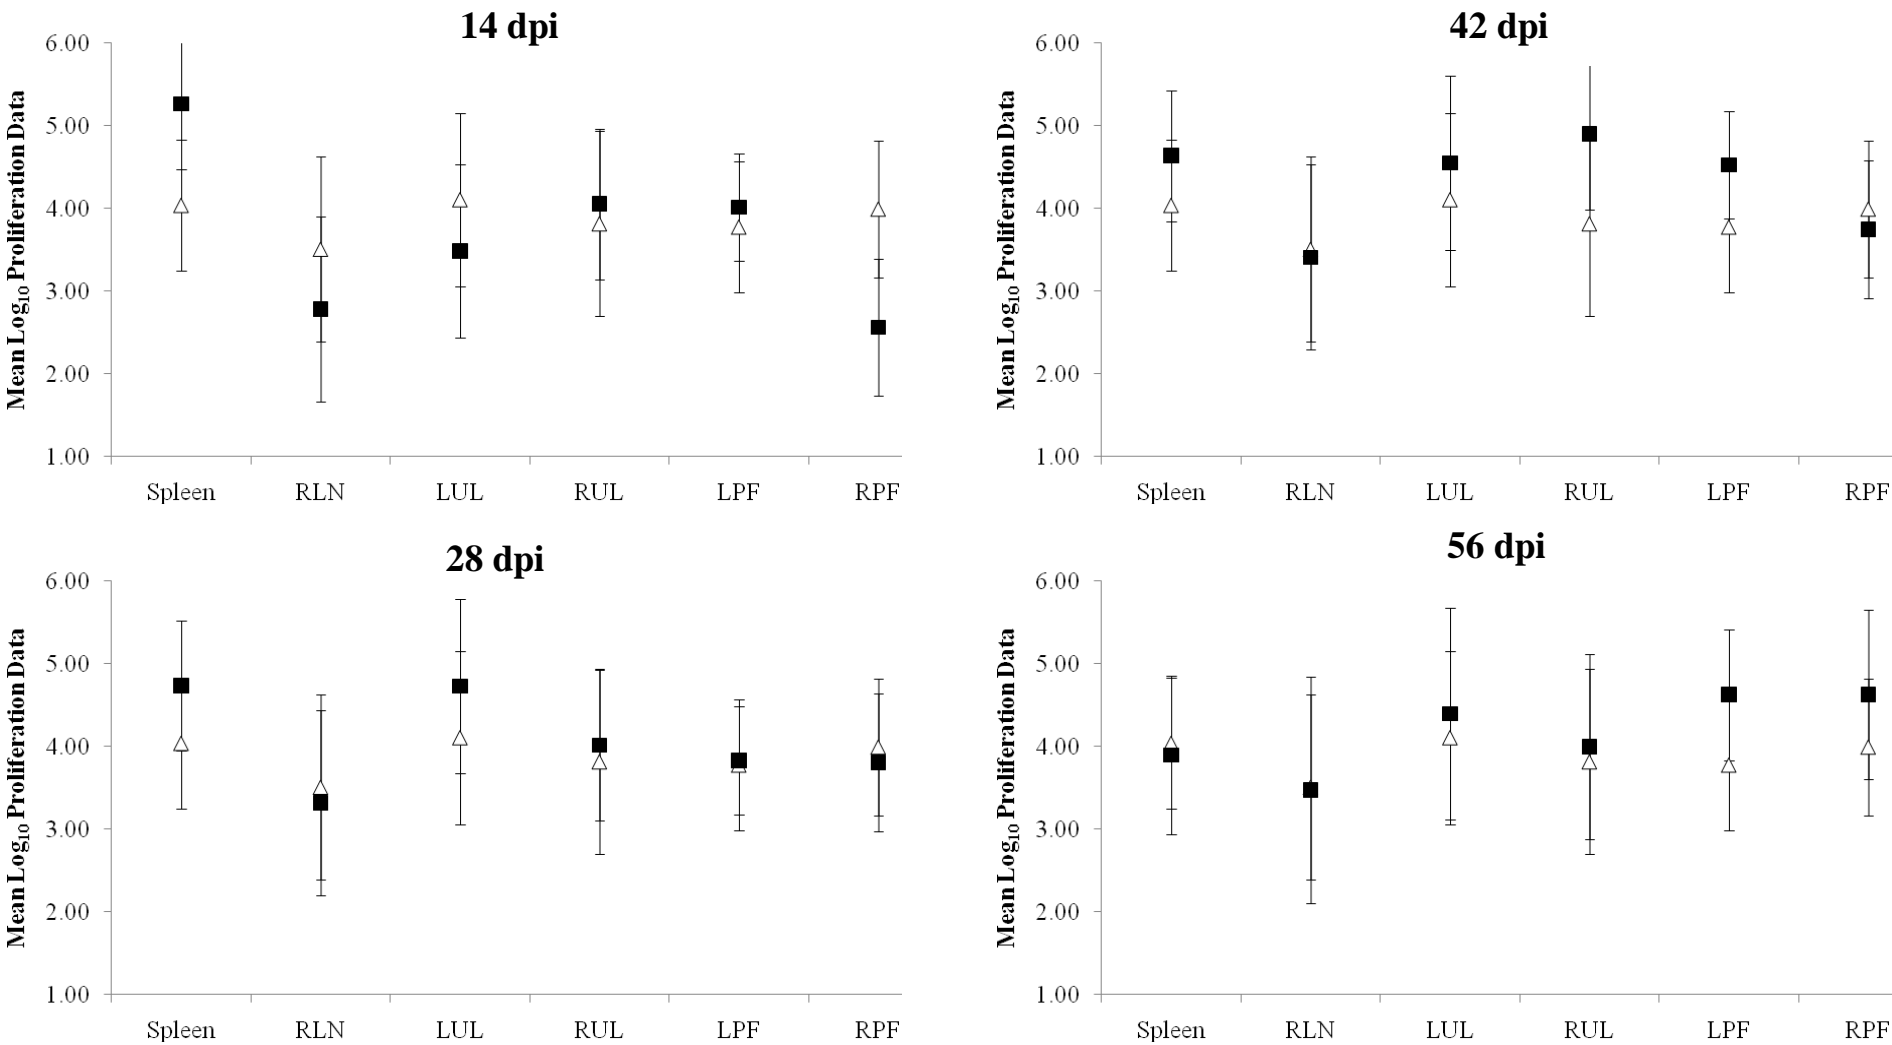 14 dpi
Mean Log10 Proliferation Data
6.00
5.00
4.00
3.00
2.00
1.00
Spleen RLN LUL RUL LPF RPF
42 dpi
Mean Log10 Proliferation Data
6.00
5.00
4.00
3.00
2.00
1.00
Spleen RLN LUL RUL LPF RPF
28 dpi
Mean Log10 Proliferation Data
6.00
5.00
4.00
3.00
2.00
1.00
Spleen RLN LUL RUL LPF RPF
56 dpi
Mean Log10 Proliferation Data
6.00
5.00
4.00
3.00
2.00
1.00
Spleen RLN LUL RUL LPF RPF